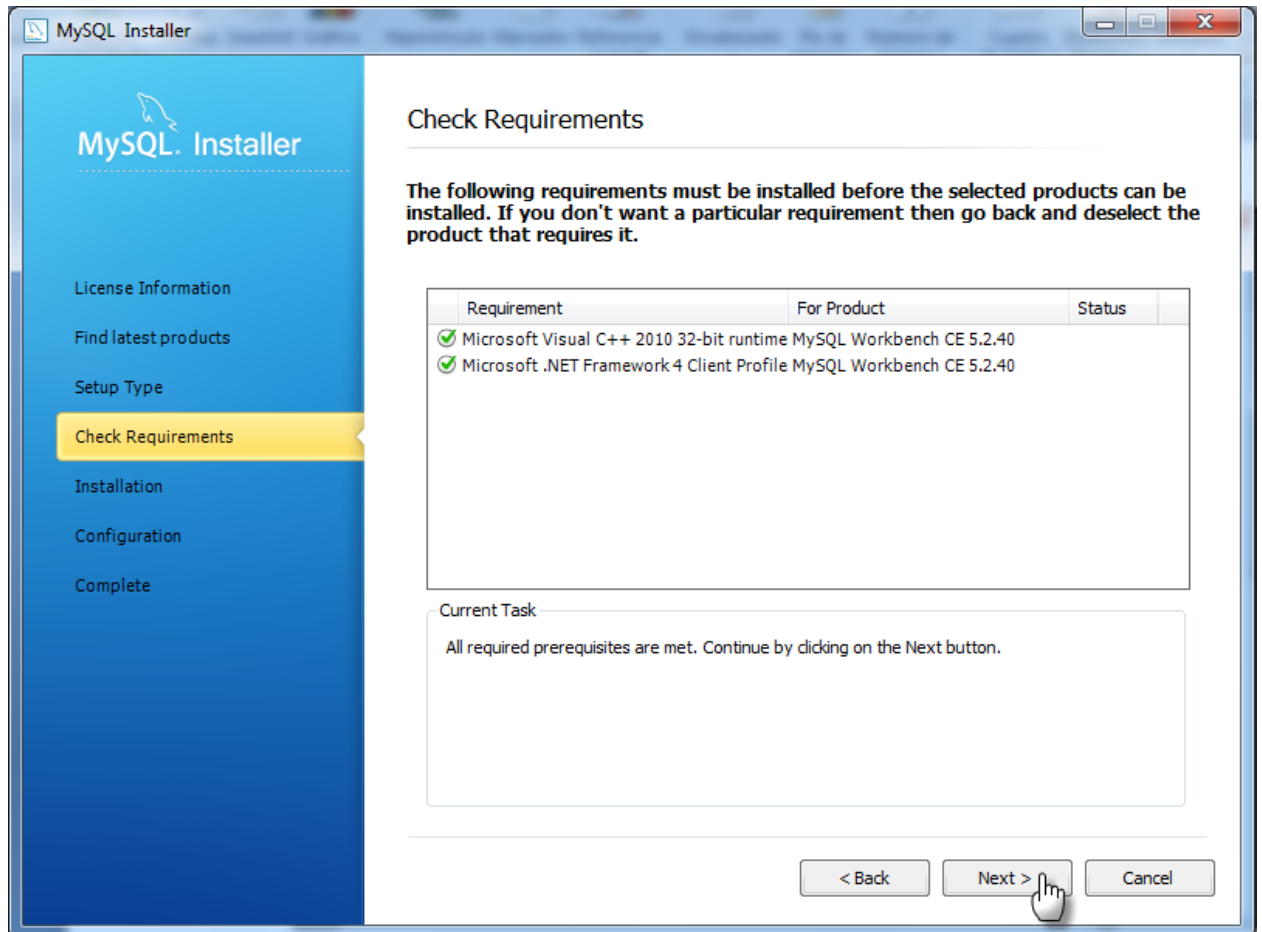 MySQL Installer
MySQL. Installer
License Information
Find latest products
Setup Type
Check Requirements
Installation
Configuration
Complete
Check Requirements
The following requirements must be installed before the selected products can be
installed. If you don't want a particular requirement then go back and deselect the
product that requires it.
Requirement For Product Status
Microsoft Visual C++ 2010 32-bit runtime MySQL Workbench CE 5.2.40
Microsoft .NET Framework 4 Client Profile MySQL Workbench CE 5.2.40
Current Task
All required prerequisites are met. Continue by clicking on the Next button.
< Back Next > Cancel